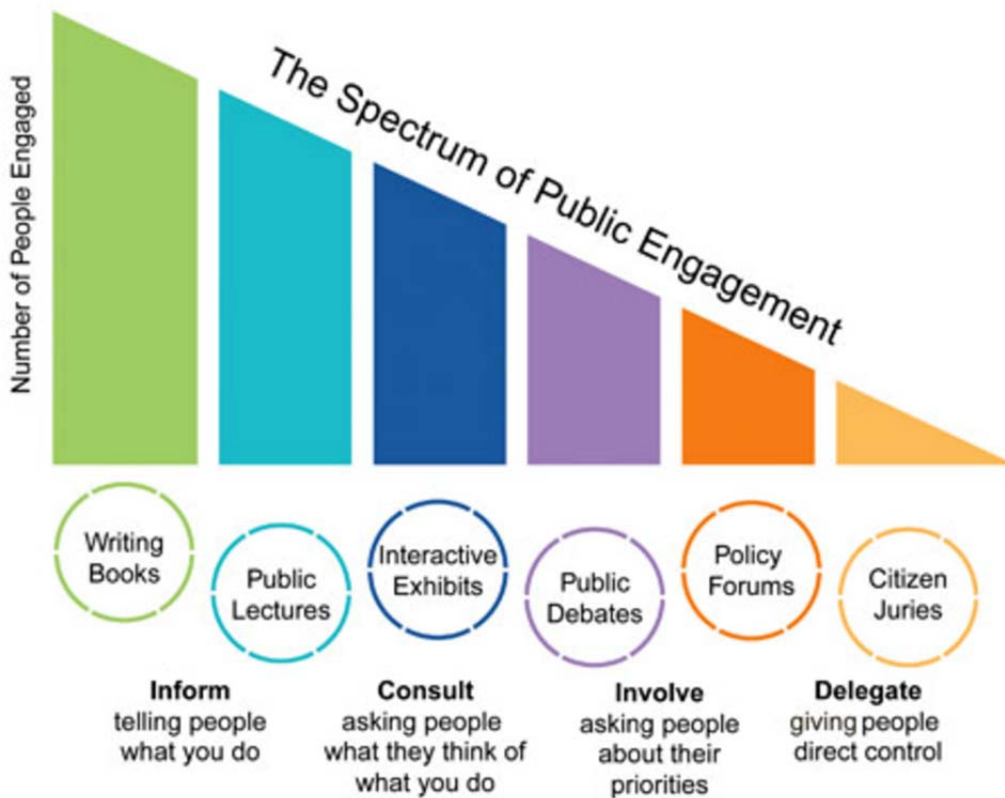 The Spectrum of Public Engagement
Number of People Engaged
Writing
Books
Public
Lectures
Interactive
Exhibits
Public
Debates
Policy
Forums
Citizen
Juries
Inform
telling people
what you do
Consult
asking people
what they think of
what you do
Involve
asking people
about their
priorities
Delegate
giving people
direct control